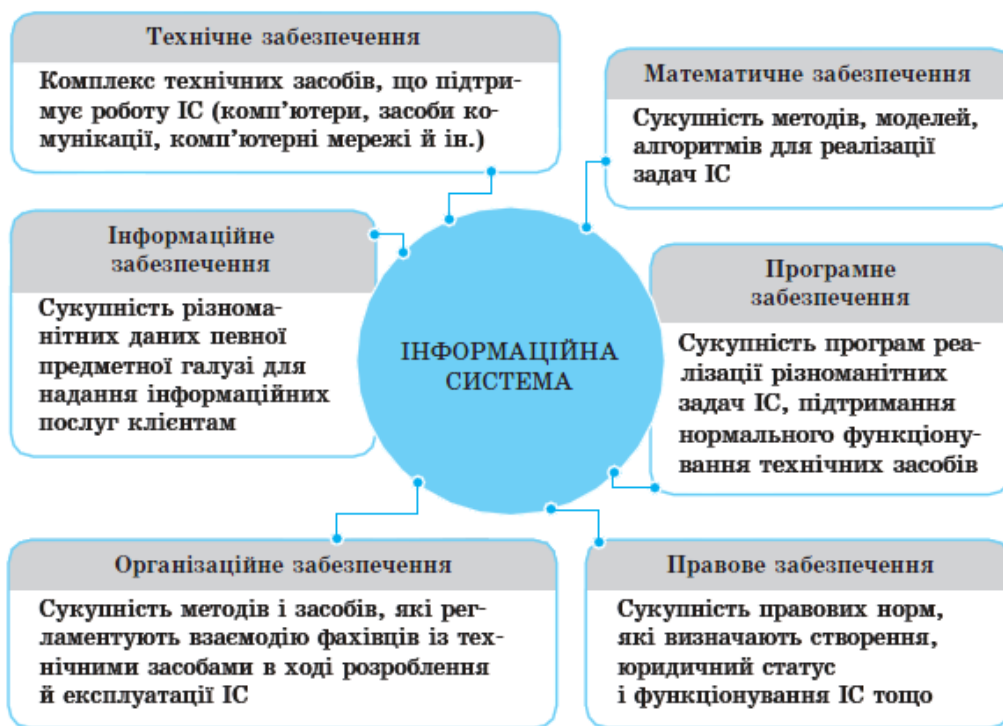 Технічне забезпечення
Комплекс технічних засобів, що підтри-
мує роботу ІС (комп’ютери, засоби ко-
мунікації, комп’ютерні мережі й ін.)
Математичне забезпечення
Сукупність методів, моделей,
алгоритмів для реалізації
задач ІС
Інформаційне
забезпечення
Сукупність різнома-
нітних даних певної
предметної галузі для
надання інформаційних
послуг клієнтам
ІНФОРМАЦІЙНА
СИСТЕМА
Програмне
забезпечення
Сукупність програм реа-
лізації різноманітних
задач ІС, підтримання
нормального функціону-
вання технічних засобів
Організаційне забезпечення
Сукупність методів і засобів, які рег-
ламентують взаємодію фахівців із тех-
нічними засобами в ході розроблення
й експлуатації ІС
Правове забезпечення
Сукупність правових норм,
які визначають створення,
юридичний статус
і функціонування ІС тощо